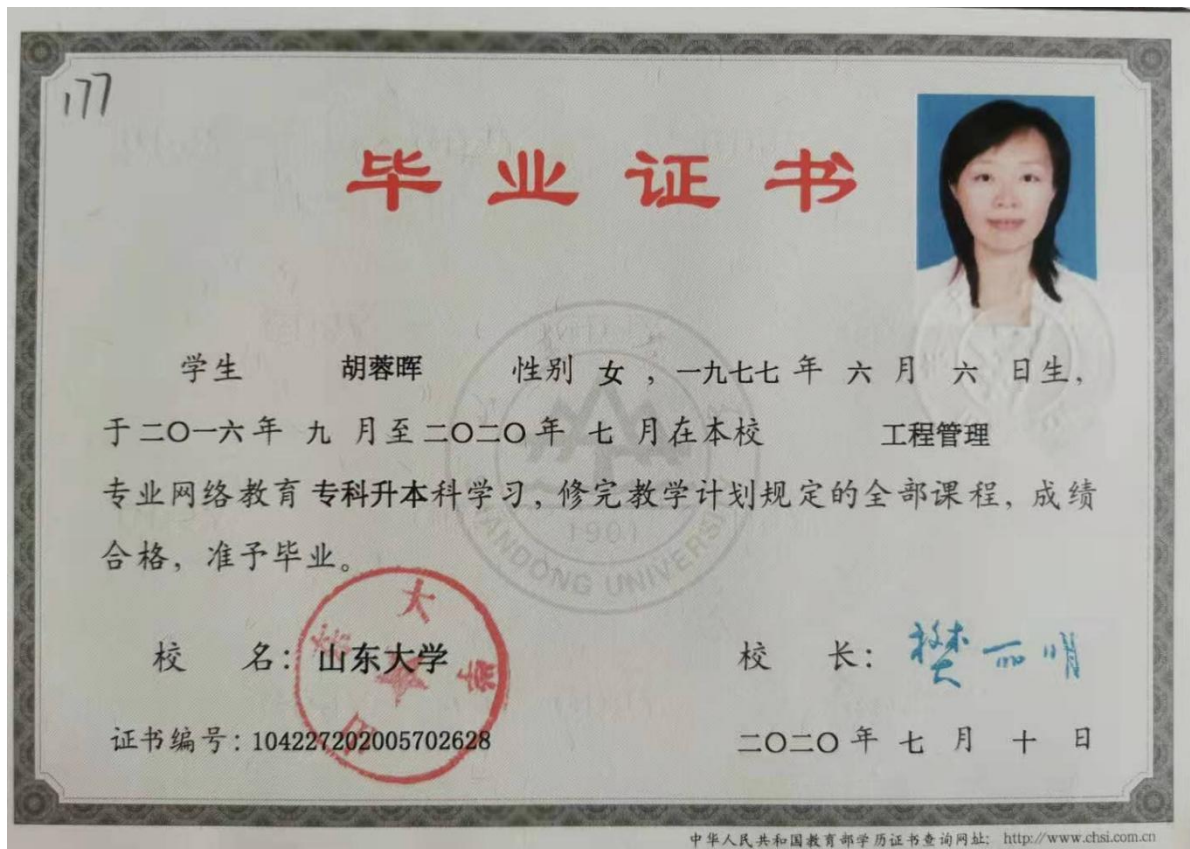 177
毕业证书
学生 胡蓉晖 性别 女 ，一九七七 年 六 月 六 日生，
于二〇一六年 九 月至二〇二〇年 七 月在本校 工程管理
专业网络教育专科升本科学习，修完教学计划规定的全部课程，成绩
合格，准予毕业。
1901
SHANDONG UNIVERSITY
校 名：山东大学
校 长：樊丽明
证书编号：104227202005702628
二〇二〇 年 七 月 十 日
中华人民共和国教育部学历证书查询网址：http://www.chsi.com.cn